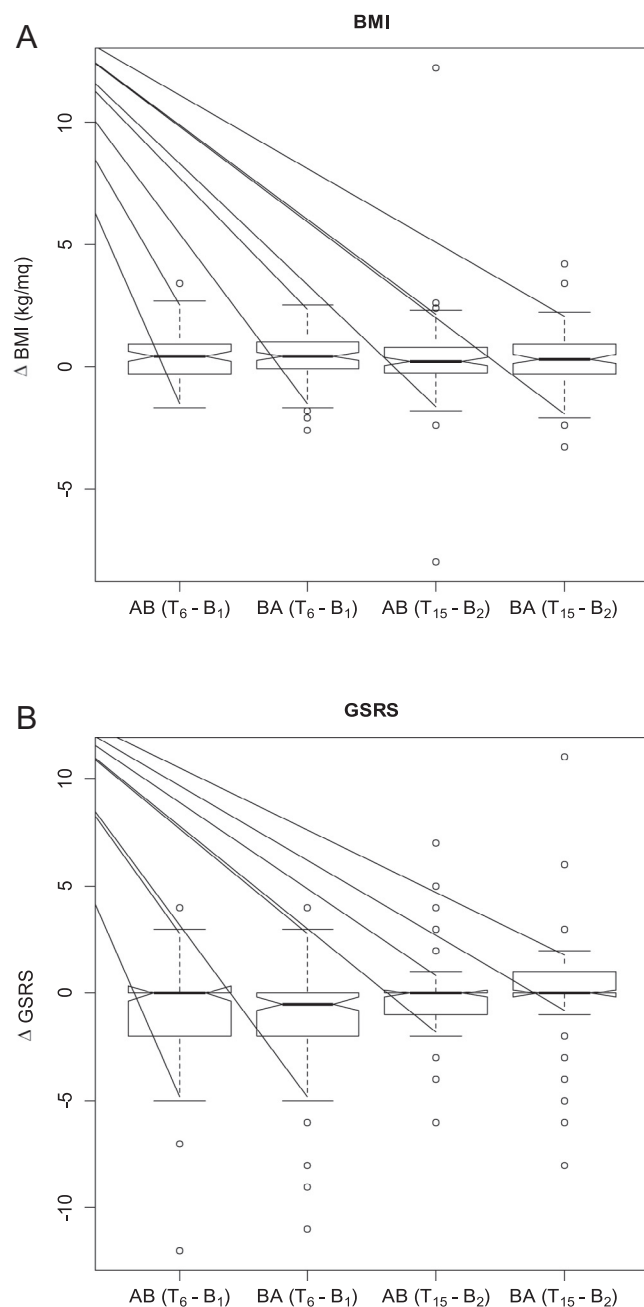 A
BMI
Δ BMI (kg/mq)
10
5
0
-5
AB (T₆ - B₁) BA (T₆ - B₁) AB (T₁₅ - B₂) BA (T₁₅ - B₂)
B
GSRS
Δ GSRS
10
5
0
-5
-10
AB (T₆ - B₁) BA (T₆ - B₁) AB (T₁₅ - B₂) BA (T₁₅ - B₂)